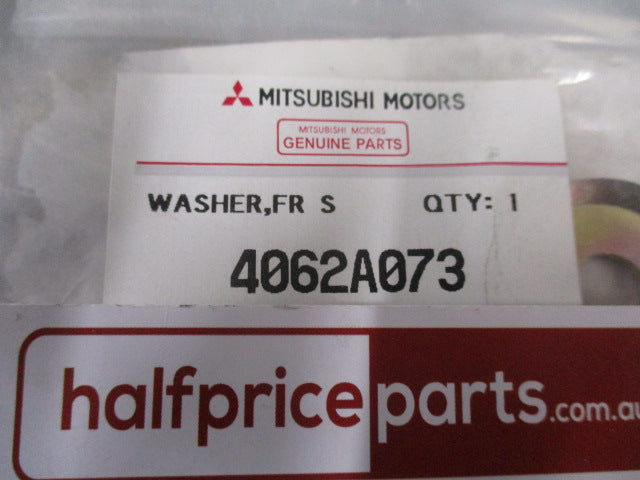 MITSUBISHI MOTORS
MITSUBISHI MOTORS
GENUINE PARTS
WASHER,FR S QTY: 1
4062A073
halfpriceparts.com.au